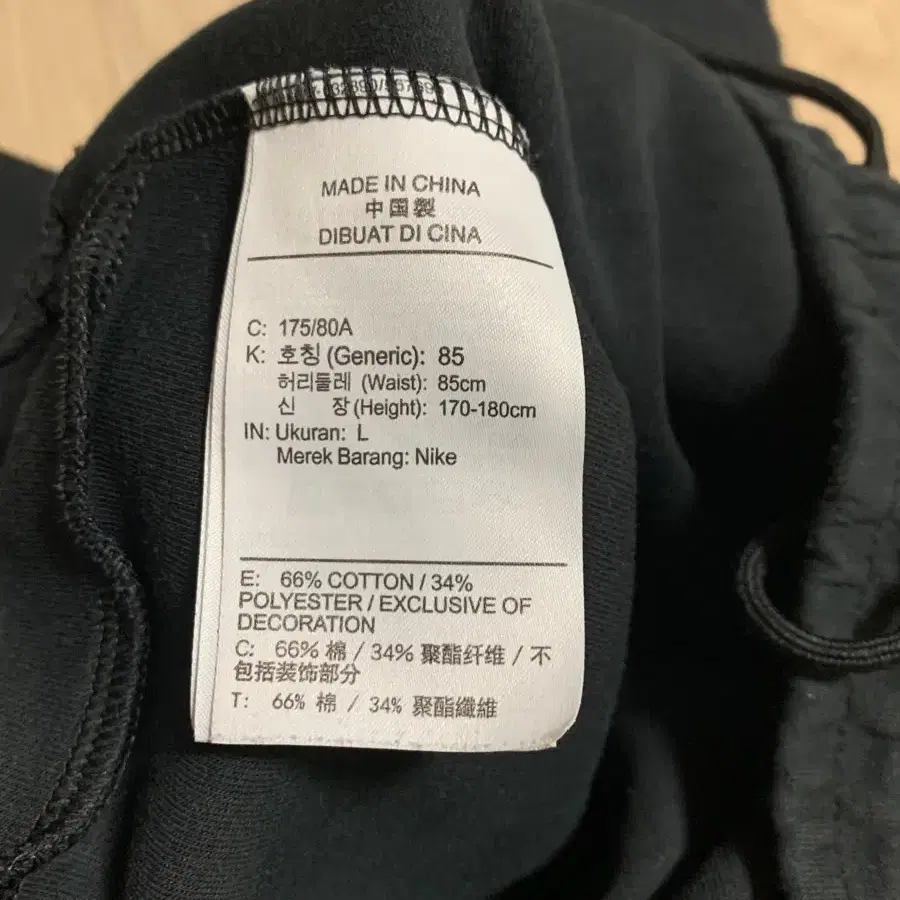 MADE IN CHINA
中国製
DIBUAT DI CINA
C: 175/80A
K: 호칭 (Generic): 85
허리둘레 (Waist): 85cm
신 장 (Height): 170-180cm
IN: Ukuran: L
Merek Barang: Nike
E: 66% COTTON / 34%
POLYESTER / EXCLUSIVE OF
DECORATION
C: 66% 棉 / 34% 聚酯纤维 / 不
包括装饰部分
T: 66% 棉 / 34% 聚酯纖維